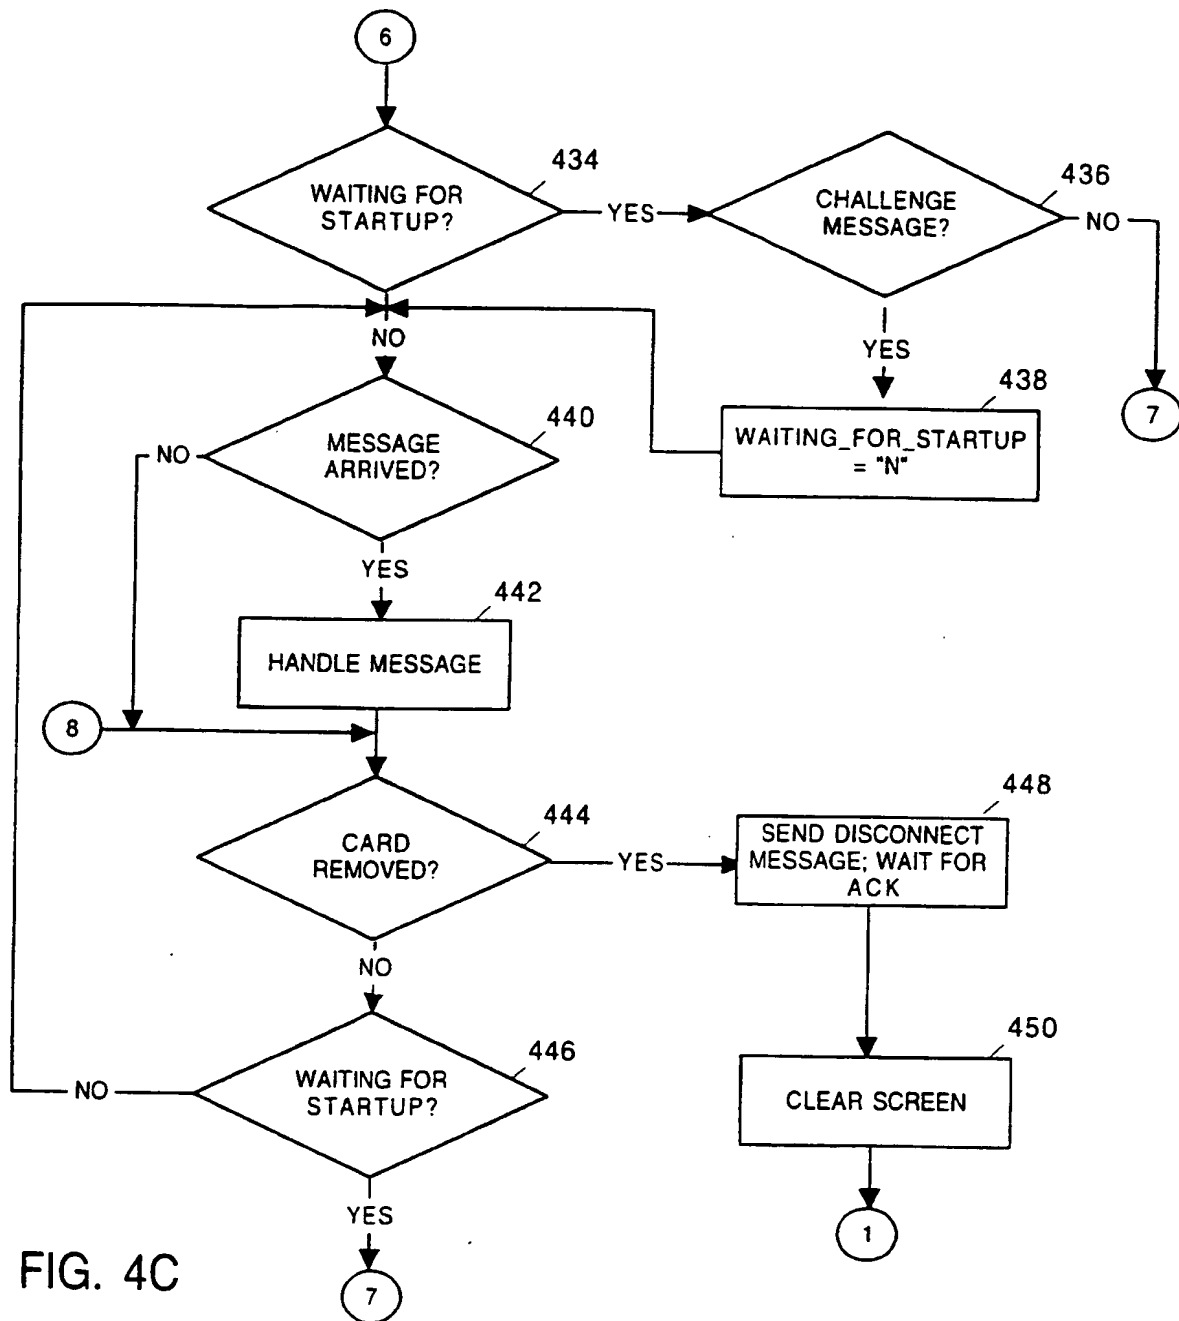 6
434
WAITING FOR
STARTUP?
YES
436
CHALLENGE
MESSAGE?
NO
NO
YES
7
438
WAITING_FOR_STARTUP
= "N"
440
MESSAGE
ARRIVED?
NO
YES
442
HANDLE MESSAGE
8
444
CARD
REMOVED?
YES
448
SEND DISCONNECT
MESSAGE; WAIT FOR
ACK
NO
446
WAITING FOR
STARTUP?
NO
450
CLEAR SCREEN
YES
1
7
FIG. 4C